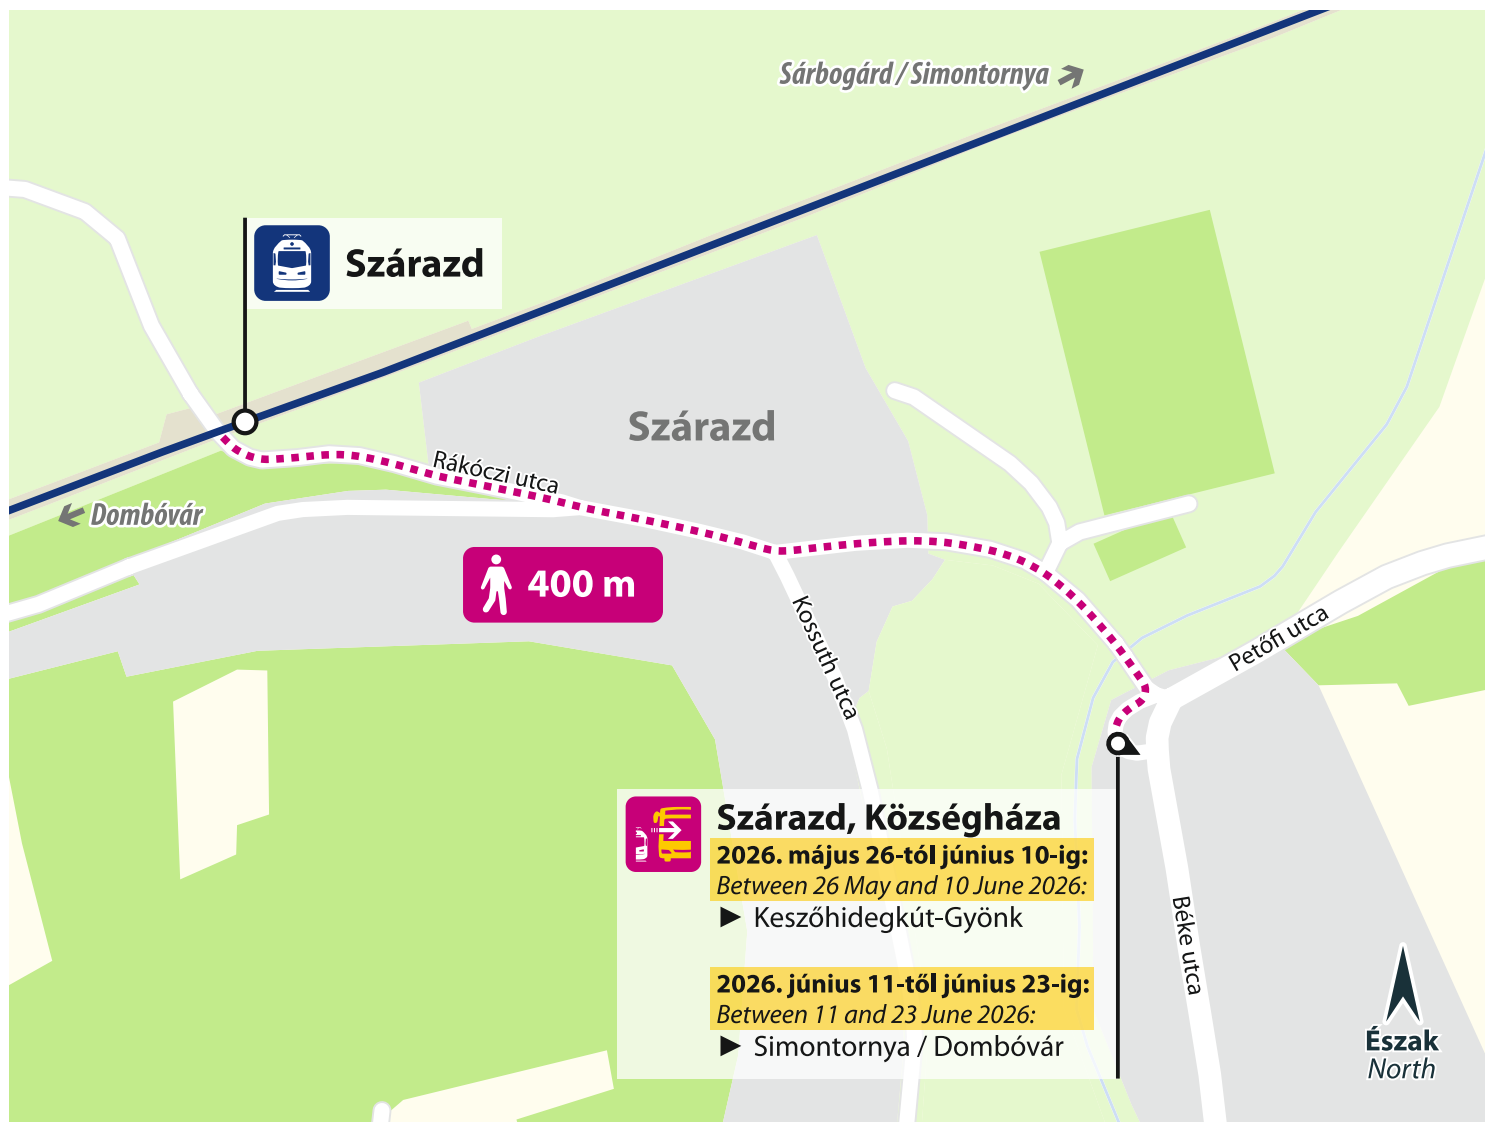 Sárbogárd / Simontornya
Szárazd
Szárazd
Rákóczi utca
Dombóvár
400 m
Kossuth utca
Petőfi utca
Szárazd, Községháza
2026. május 26-tól június 10-ig:
Between 26 May and 10 June 2026:
► Keszőhidegkút-Gyönk
2026. június 11-től június 23-ig:
Between 11 and 23 June 2026:
► Simontornya / Dombóvár
Béke utca
Észak
North